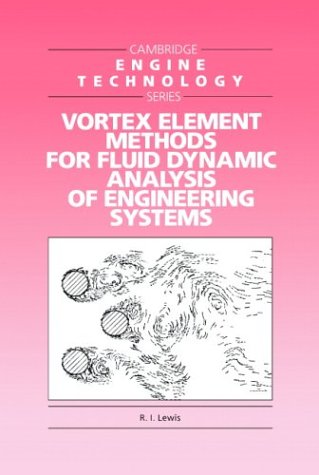 CAMBRIDGE
ENGINE
TECHNOLOGY
SERIES
VORTEX ELEMENT
METHODS
FOR FLUID DYNAMIC
ANALYSIS
OF ENGINEERING
SYSTEMS
R. I. Lewis